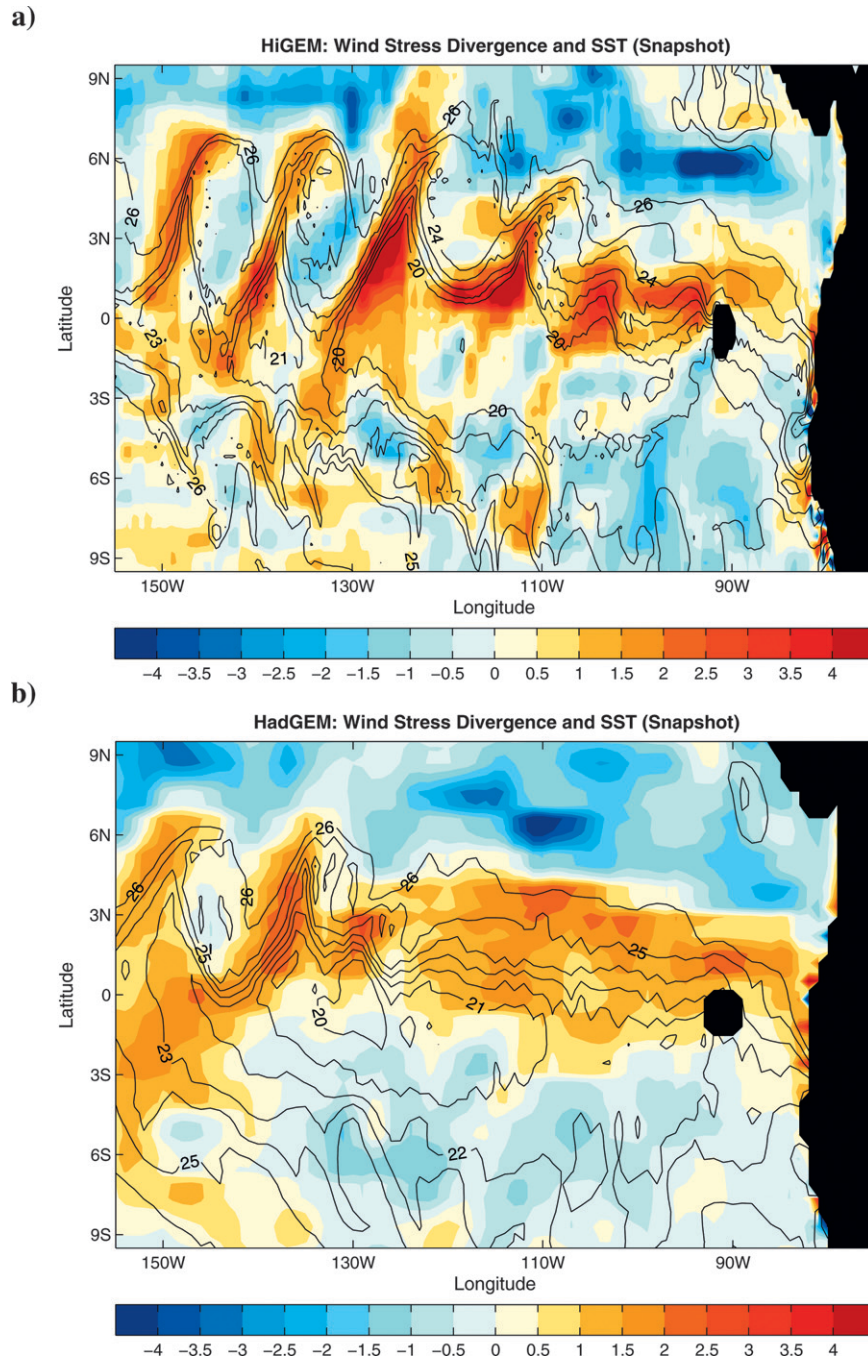 a)
HiGEM: Wind Stress Divergence and SST (Snapshot)
9N
6N
3N
0
3S
6S
9S
Latitude
26
26
26
26
24
24
20
20
20
20
21
23
26
25
150W
130W
110W
90W
Longitude
−4 −3.5 −3 −2.5 −2 −1.5 −1 −0.5 0 0.5 1 1.5 2 2.5 3 3.5 4
b)
HadGEM: Wind Stress Divergence and SST (Snapshot)
9N
6N
3N
0
3S
6S
9S
Latitude
26
26
26
26
25
25
21
20
23
25
22
150W
130W
110W
90W
Longitude
−4 −3.5 −3 −2.5 −2 −1.5 −1 −0.5 0 0.5 1 1.5 2 2.5 3 3.5 4